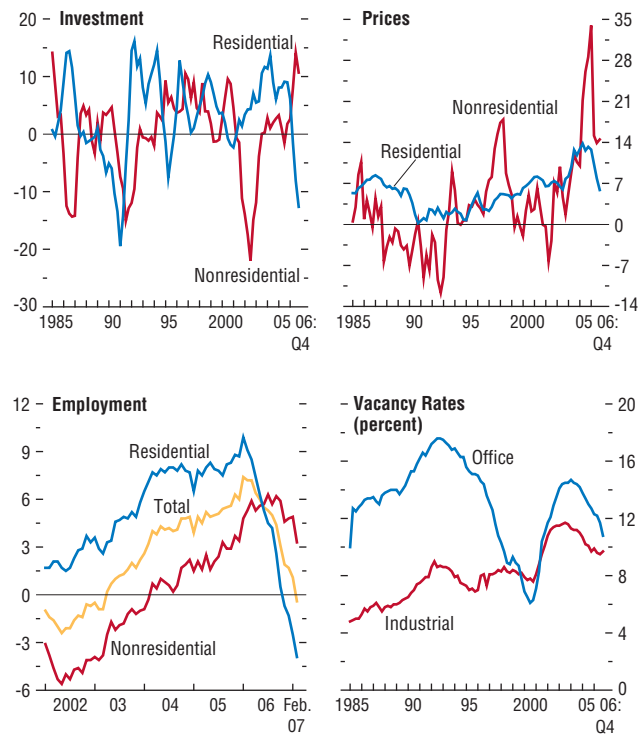 Investment
20
10
0
-10
-20
-30
Residential
Nonresidential
1985 90 95 2000 05 06:
Q4
Prices
35
28
21
14
7
0
-7
-14
Nonresidential
Residential
1985 90 95 2000 05 06:
Q4
Employment
12
9
6
3
0
-3
-6
Residential
Total
Nonresidential
2002 03 04 05 06 Feb.
07
Vacancy Rates
(percent)
20
16
12
8
4
0
Office
Industrial
1985 90 95 2000 05 06:
Q4